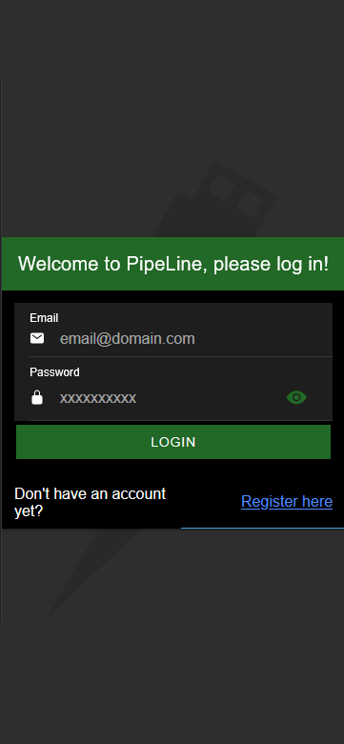 Welcome to PipeLine, please log in!
Email
email@domain.com
Password
xxxxxxxxxx
LOGIN
Don't have an account
yet?
Register here